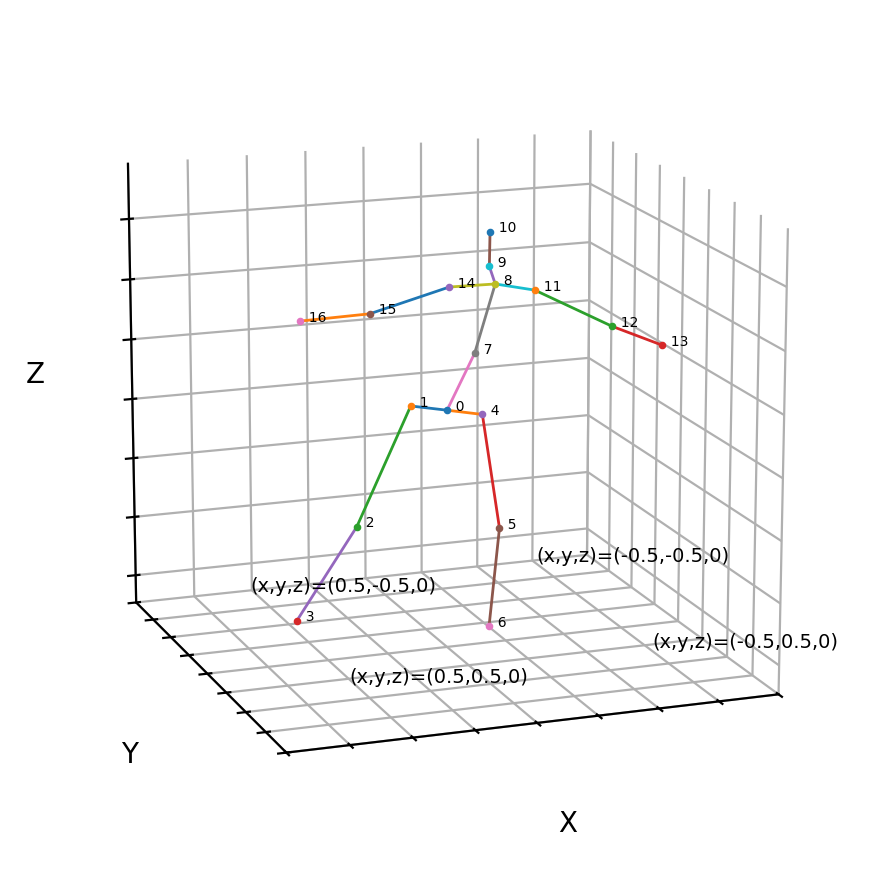 10
9
8
14
11
16
15
12
13
7
Z
1
0
4
2
5
(x,y,z)=(-0.5,-0.5,0)
(x,y,z)=(0.5,-0.5,0)
3
6
(x,y,z)=(-0.5,0.5,0)
(x,y,z)=(0.5,0.5,0)
Y
X